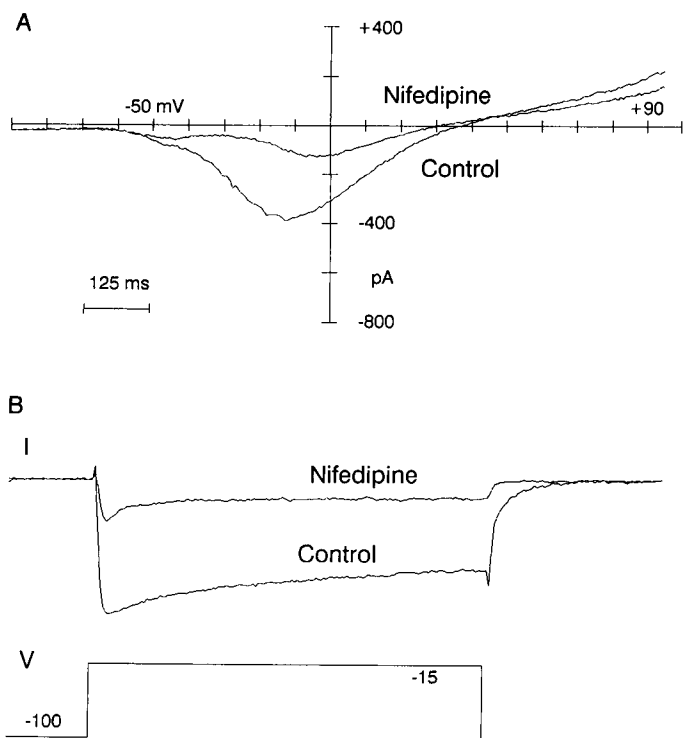 A
+400
-50 mV
Nifedipine
+90
Control
-400
125 ms
pA
-800
B
I
Nifedipine
Control
V
-15
-100